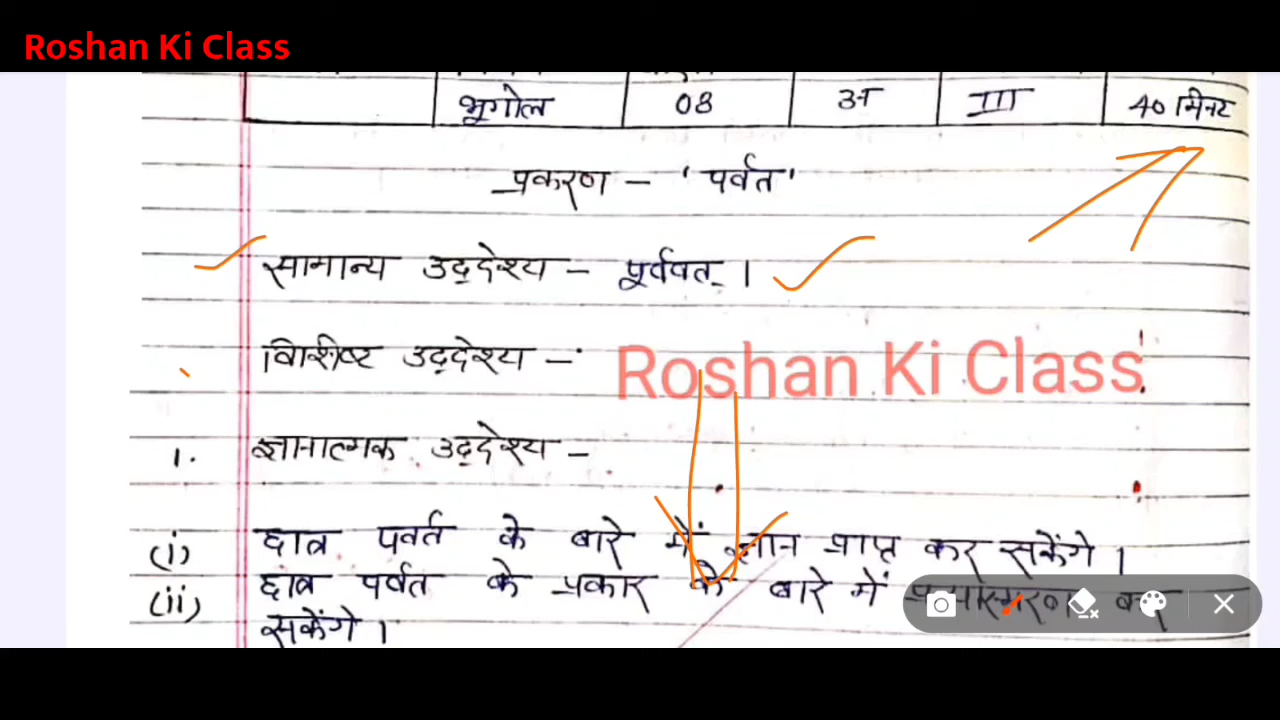 Roshan Ki Class
भूगोल 08 अ III 40 मिनट
प्रकरण – 'पर्वत'
सामान्य उद्देश्य – पूर्ववत् ।
विशिष्ट उद्देश्य –
Roshan Ki Class
1. ज्ञानात्मक उद्देश्य –
(i) छात्र पर्वत के बारे में ज्ञान प्राप्त कर सकेंगे ।
(ii) छात्र पर्वत के प्रकार के बारे में
सकेंगे ।